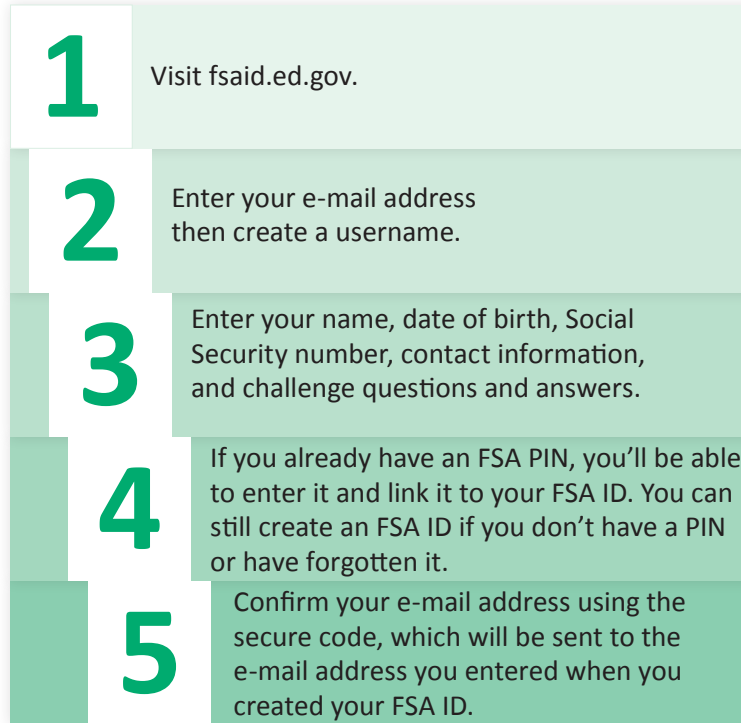 1
Visit fsaid.ed.gov.
2
Enter your e-mail address
then create a username.
3
Enter your name, date of birth, Social
Security number, contact information,
and challenge questions and answers.
4
If you already have an FSA PIN, you’ll be able
to enter it and link it to your FSA ID. You can
still create an FSA ID if you don’t have a PIN
or have forgotten it.
5
Confirm your e-mail address using the
secure code, which will be sent to the
e-mail address you entered when you
created your FSA ID.